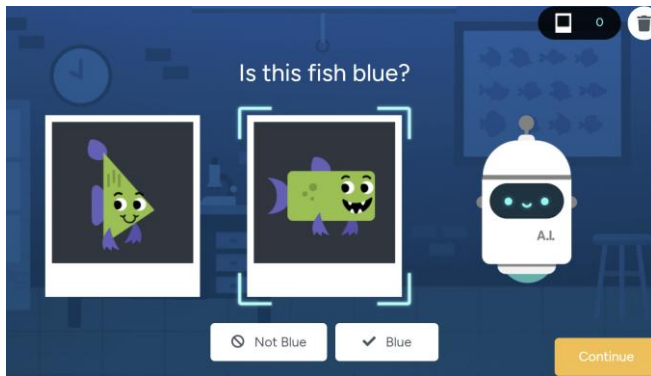 0
Is this fish blue?
A.I.
Not Blue
Blue
Continue